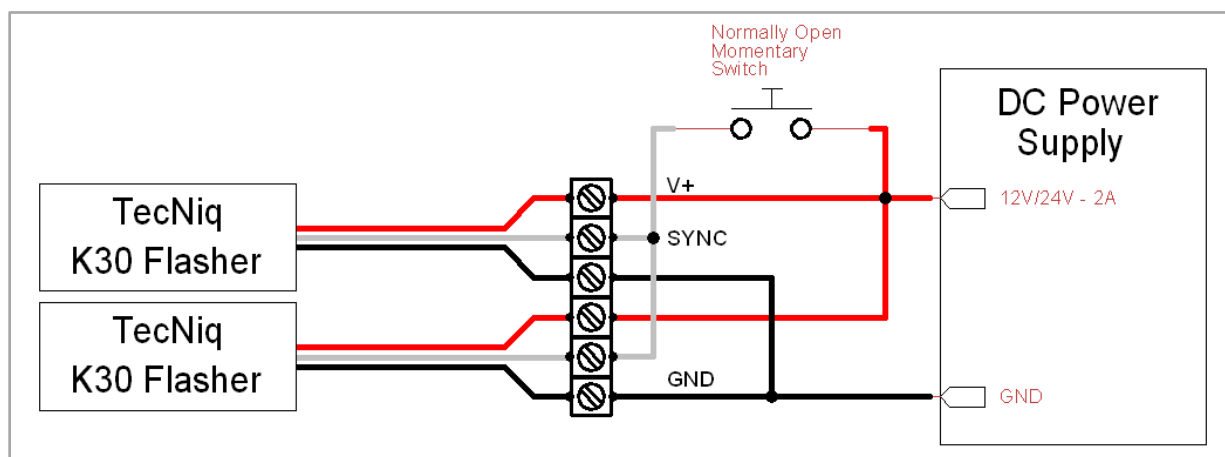 Normally Open
Momentary
Switch
DC Power
Supply
V+
12V/24V - 2A
TecNiq
K30 Flasher
SYNC
TecNiq
K30 Flasher
GND
GND